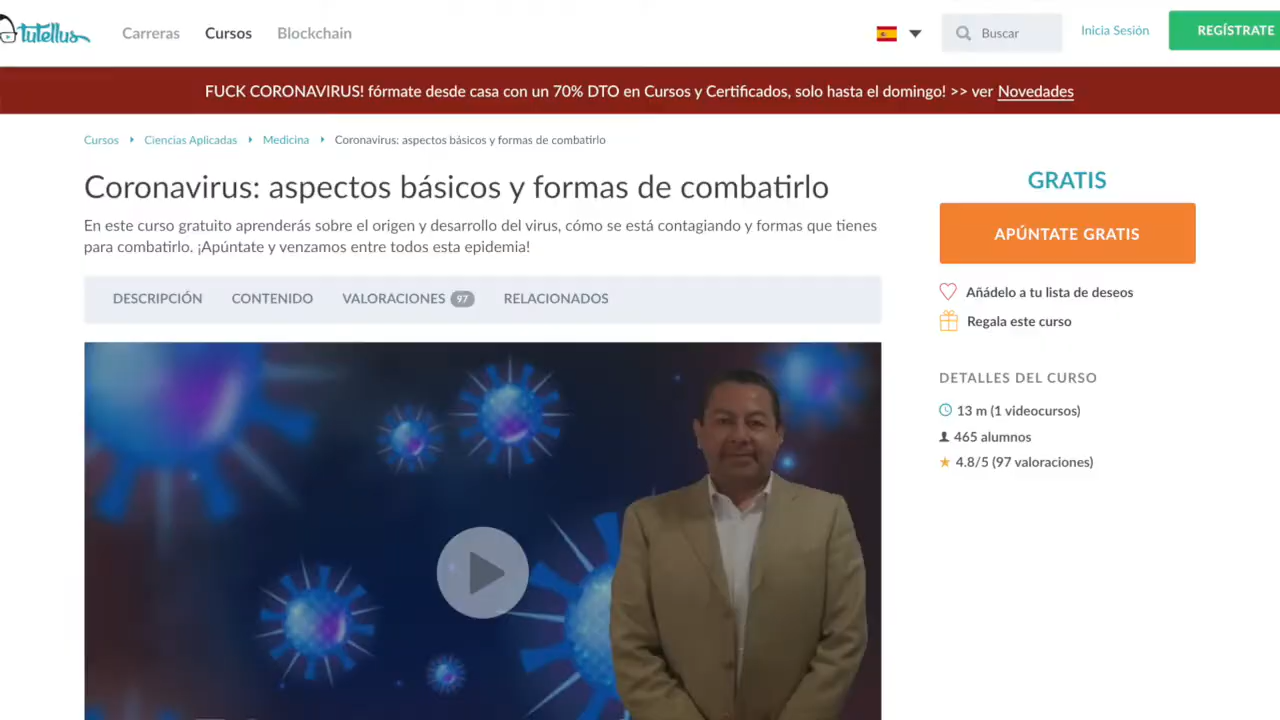 tutellus
Carreras
Cursos
Blockchain
Buscar
Inicia Sesión
REGÍSTRATE
FUCK CORONAVIRUS! fórmate desde casa con un 70% DTO en Cursos y Certificados, solo hasta el domingo! >> ver Novedades
Cursos
Ciencias Aplicadas
Medicina
Coronavirus: aspectos básicos y formas de combatirlo
Coronavirus: aspectos básicos y formas de combatirlo
En este curso gratuito aprenderás sobre el origen y desarrollo del virus, cómo se está contagiando y formas que tienes
para combatirlo. ¡Apúntate y venzamos entre todos esta epidemia!
DESCRIPCIÓN
CONTENIDO
VALORACIONES 97
RELACIONADOS
GRATIS
APÚNTATE GRATIS
Añádelo a tu lista de deseos
Regala este curso
DETALLES DEL CURSO
13 m (1 videocursos)
465 alumnos
4.8/5 (97 valoraciones)